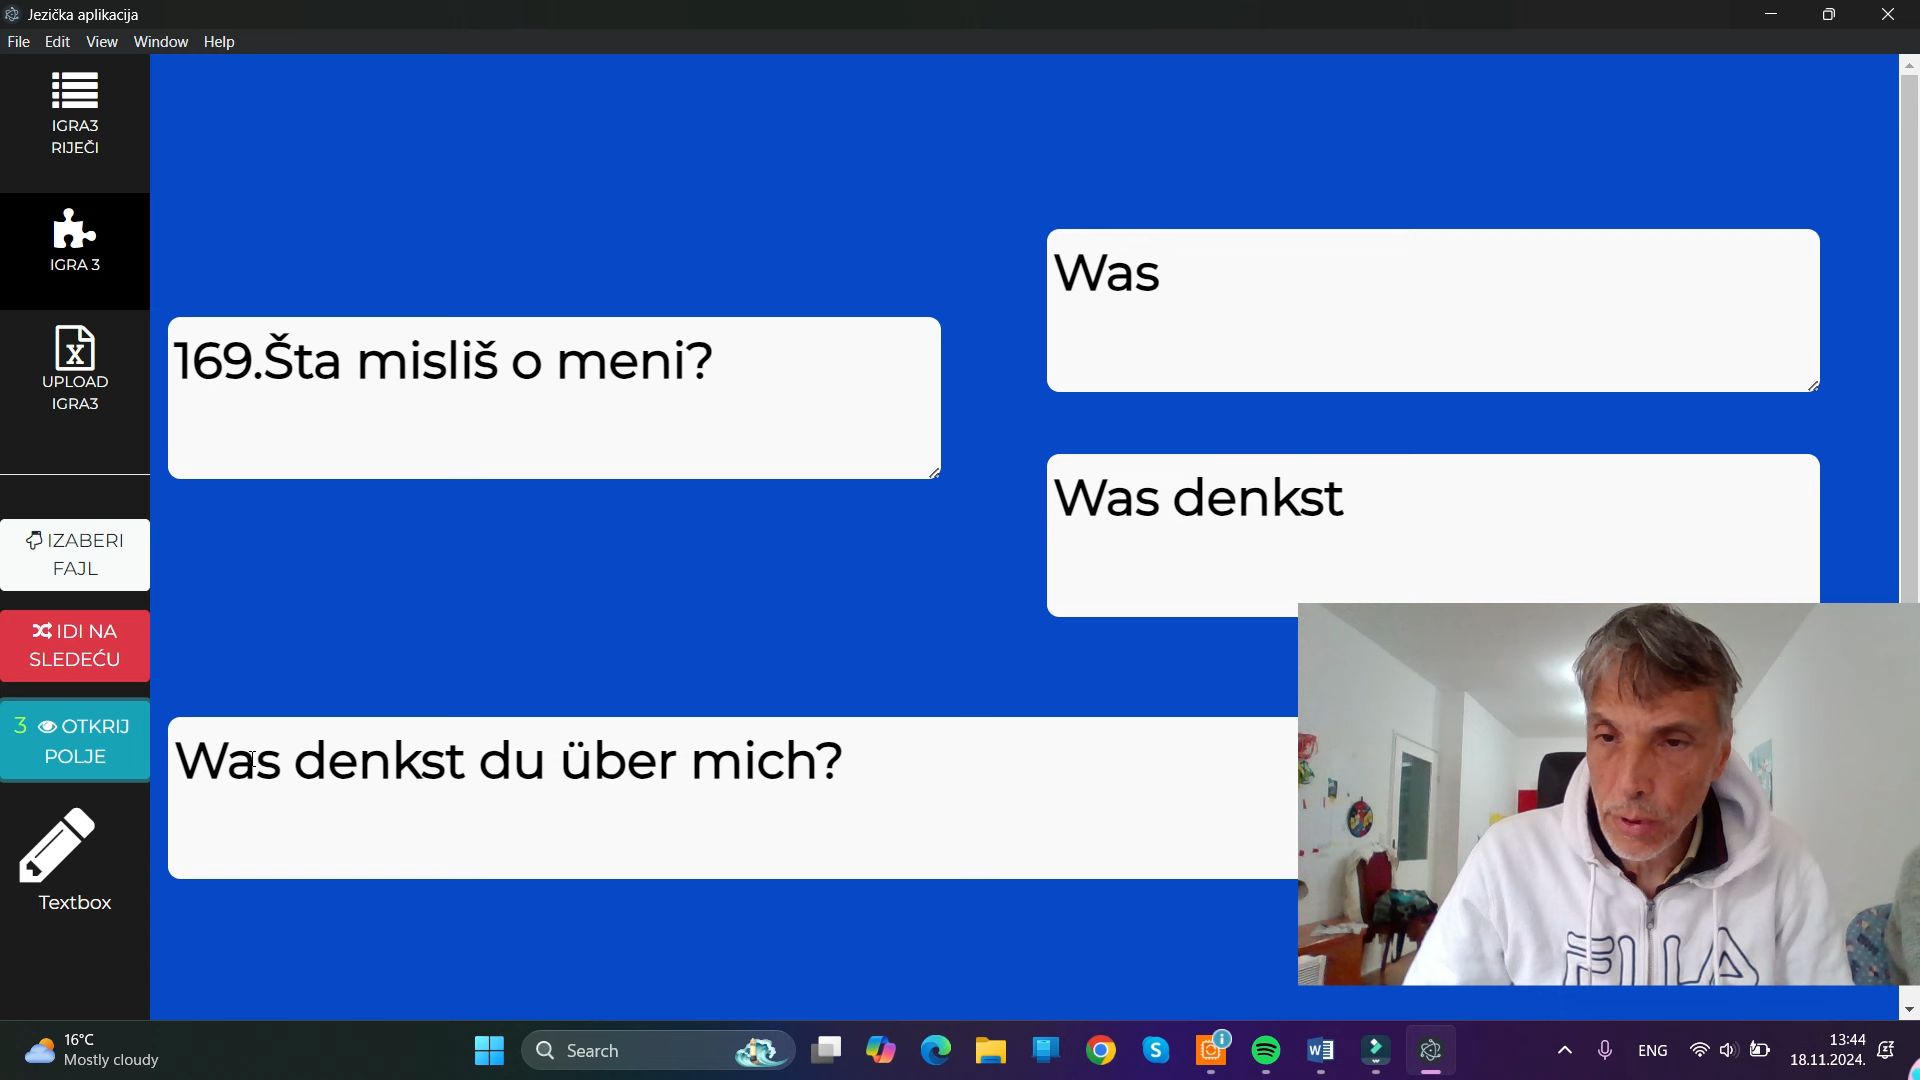 Jezička aplikacija
File Edit View Window Help
IGRA3
RIJEČI
IGRA 3
UPLOAD
IGRA3
IZABERI
FAJL
IDI NA
SLEDEĆU
3 OTKRIJ
POLJE
Textbox
169.Šta misliš o meni?
Was
Was denkst
Was denkst du über mich?
FILA
16°C
Mostly cloudy
Search
ENG
13:44
18.11.2024.